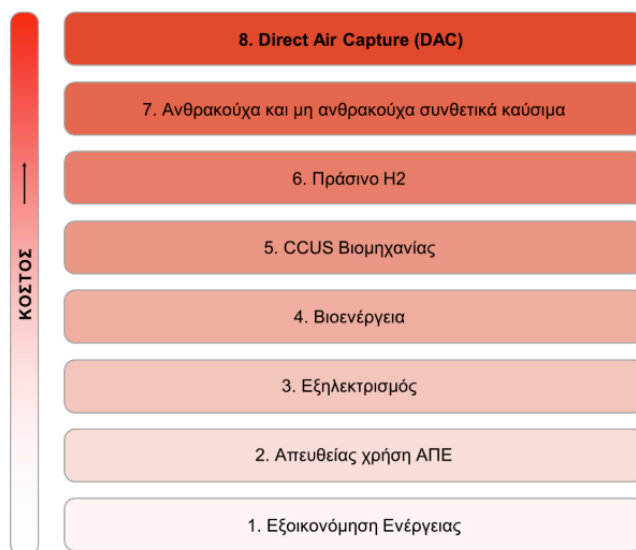 8. Direct Air Capture (DAC)
7. Ανθρακούχα και μη ανθρακούχα συνθετικά καύσιμα
6. Πράσινο H2
5. CCUS Βιομηχανίας
4. Βιοενέργεια
3. Εξηλεκτρισμός
2. Απευθείας χρήση ΑΠΕ
1. Εξοικονόμηση Ενέργειας
ΚΟΣΤΟΣ